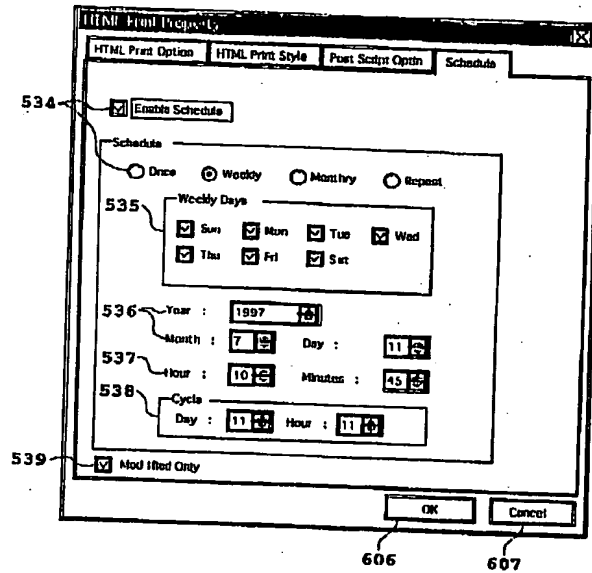 HTML Print Property
HTML Print Option HTML Print Style Post Script Optin Schedule
534 Enable Schedule
Schedule
Once Weekly Monthry Repeat
535 Weekly Days
Sun Mon Tue Wed
Thu Fri Sat
536 Year : 1997
Month : 7 Day : 11
537 Hour : 10 Minutes : 45
538 Cycle
Day : 11 Hour : 11
539 Modified Only
OK Cancel
606 607